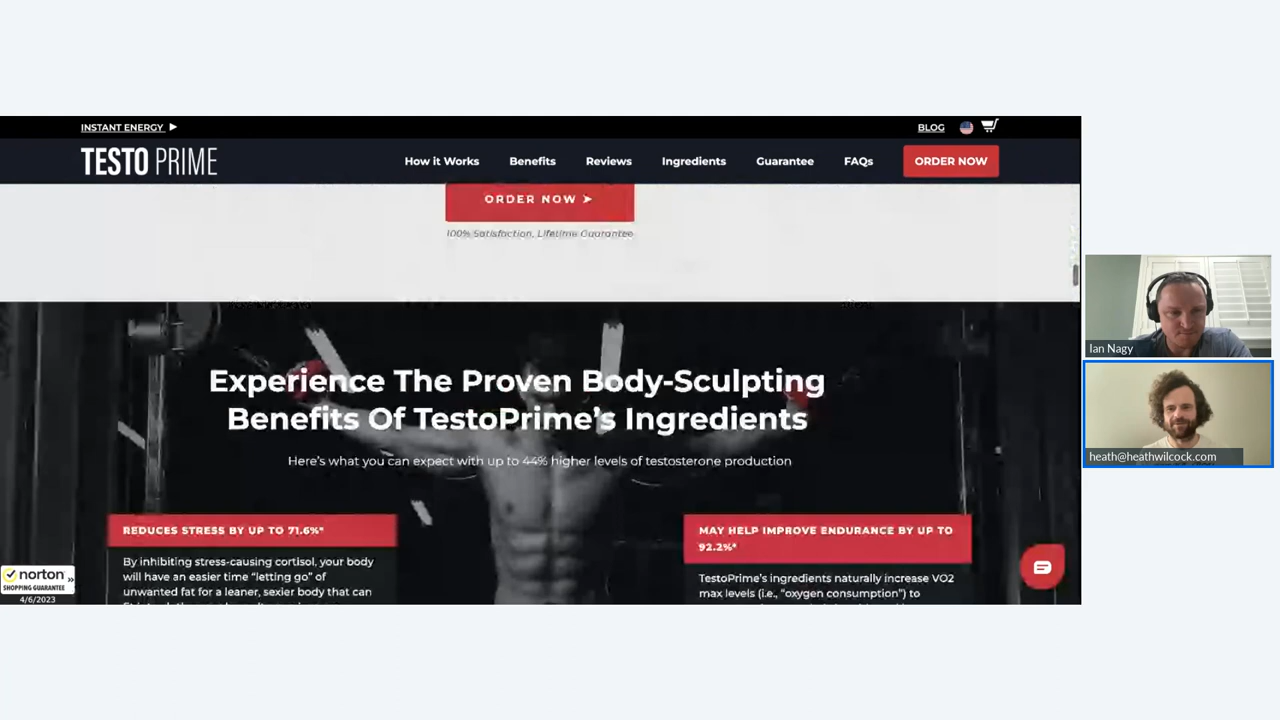 INSTANT ENERGY ▶
BLOG
TESTO PRIME
How it Works
Benefits
Reviews
Ingredients
Guarantee
FAQs
ORDER NOW
ORDER NOW ➤
100% Satisfaction, Lifetime Guarantee
Experience The Proven Body-Sculpting
Benefits Of TestoPrime's Ingredients
Here's what you can expect with up to 44% higher levels of testosterone production
REDUCES STRESS BY UP TO 71.6%*
By inhibiting stress-causing cortisol, your body
will have an easier time "letting go" of
unwanted fat for a leaner, sexier body that can
MAY HELP IMPROVE ENDURANCE BY UP TO
92.2%*
TestoPrime's ingredients naturally increase VO2
max levels (i.e., "oxygen consumption") to
norton
SHOPPING GUARANTEE
4/6/2023
Ian Nagy
heath@heathwilcock.com